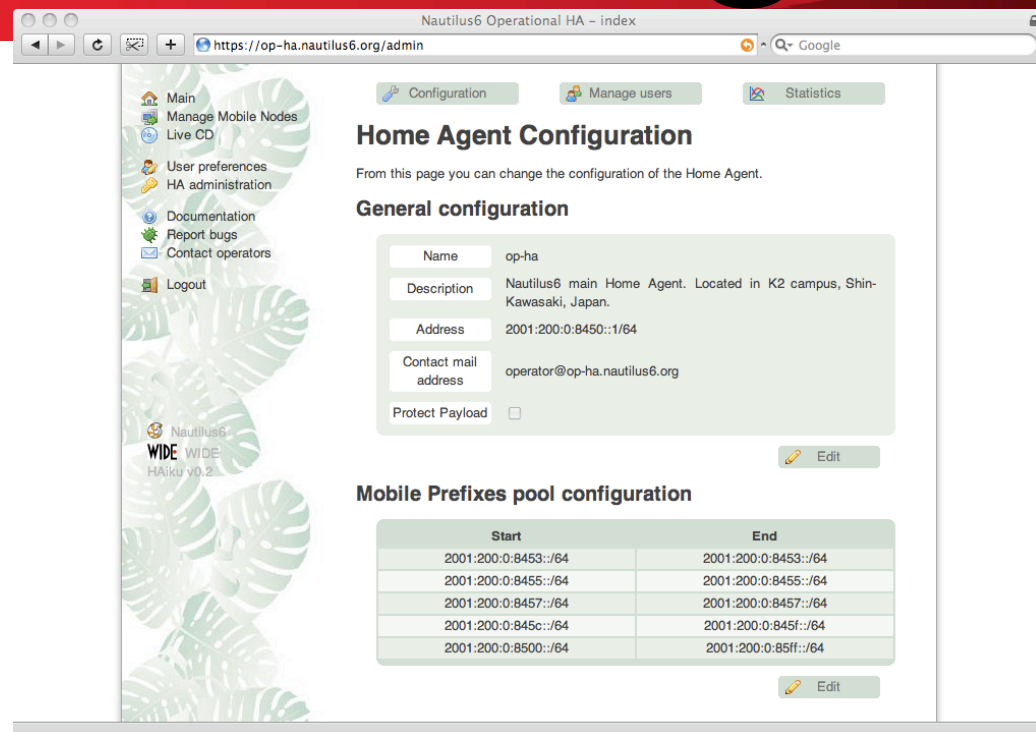 Nautilus6 Operational HA – index
https://op-ha.nautilus6.org/admin
Google
Main
Manage Mobile Nodes
Live CD
User preferences
HA administration
Documentation
Report bugs
Contact operators
Logout
Nautilus6
WIDE WIDE
HAiku v0.2
Configuration
Manage users
Statistics
Home Agent Configuration
From this page you can change the configuration of the Home Agent.
General configuration
Name op-ha
Description Nautilus6 main Home Agent. Located in K2 campus, Shin-
Kawasaki, Japan.
Address 2001:200:0:8450::1/64
Contact mail
address operator@op-ha.nautilus6.org
Protect Payload
Edit
Mobile Prefixes pool configuration
Start End
2001:200:0:8453::/64 2001:200:0:8453::/64
2001:200:0:8455::/64 2001:200:0:8455::/64
2001:200:0:8457::/64 2001:200:0:8457::/64
2001:200:0:845c::/64 2001:200:0:845f::/64
2001:200:0:8500::/64 2001:200:0:85ff::/64
Edit